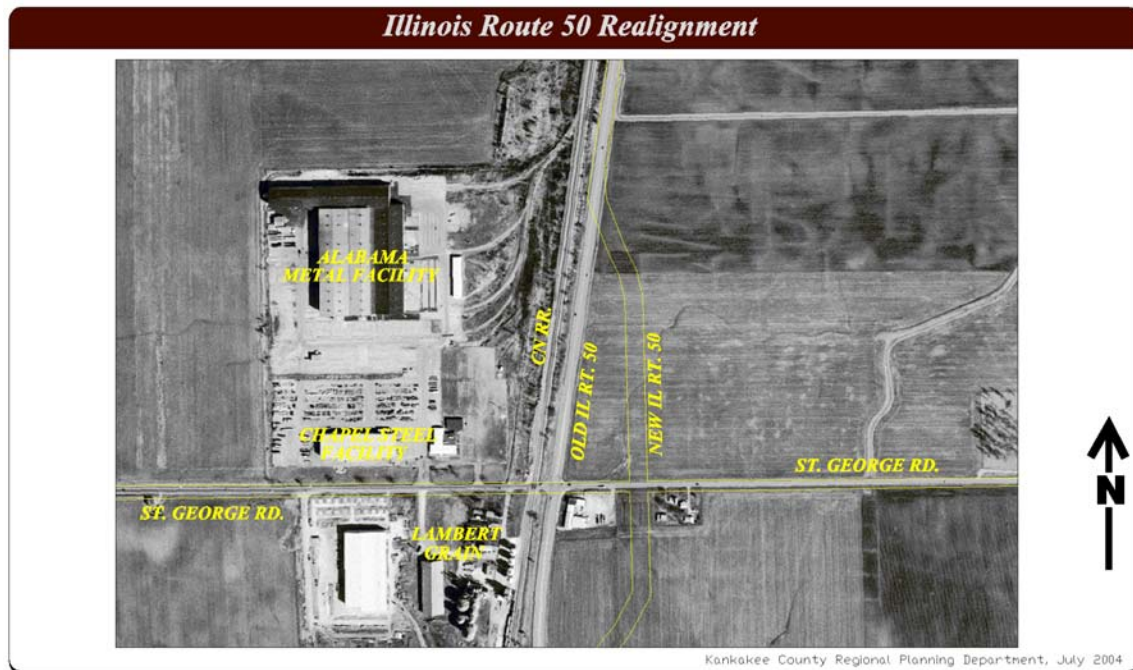 Illinois Route 50 Realignment
ALABAMA
METAL FACILITY
CN RR.
OLD IL RT. 50
NEW IL RT. 50
CHAPEL STEEL
FACILITY
ST. GEORGE RD.
ST. GEORGE RD.
LAMBERT
GRAIN
N
Kankakee County Regional Planning Department, July 2004